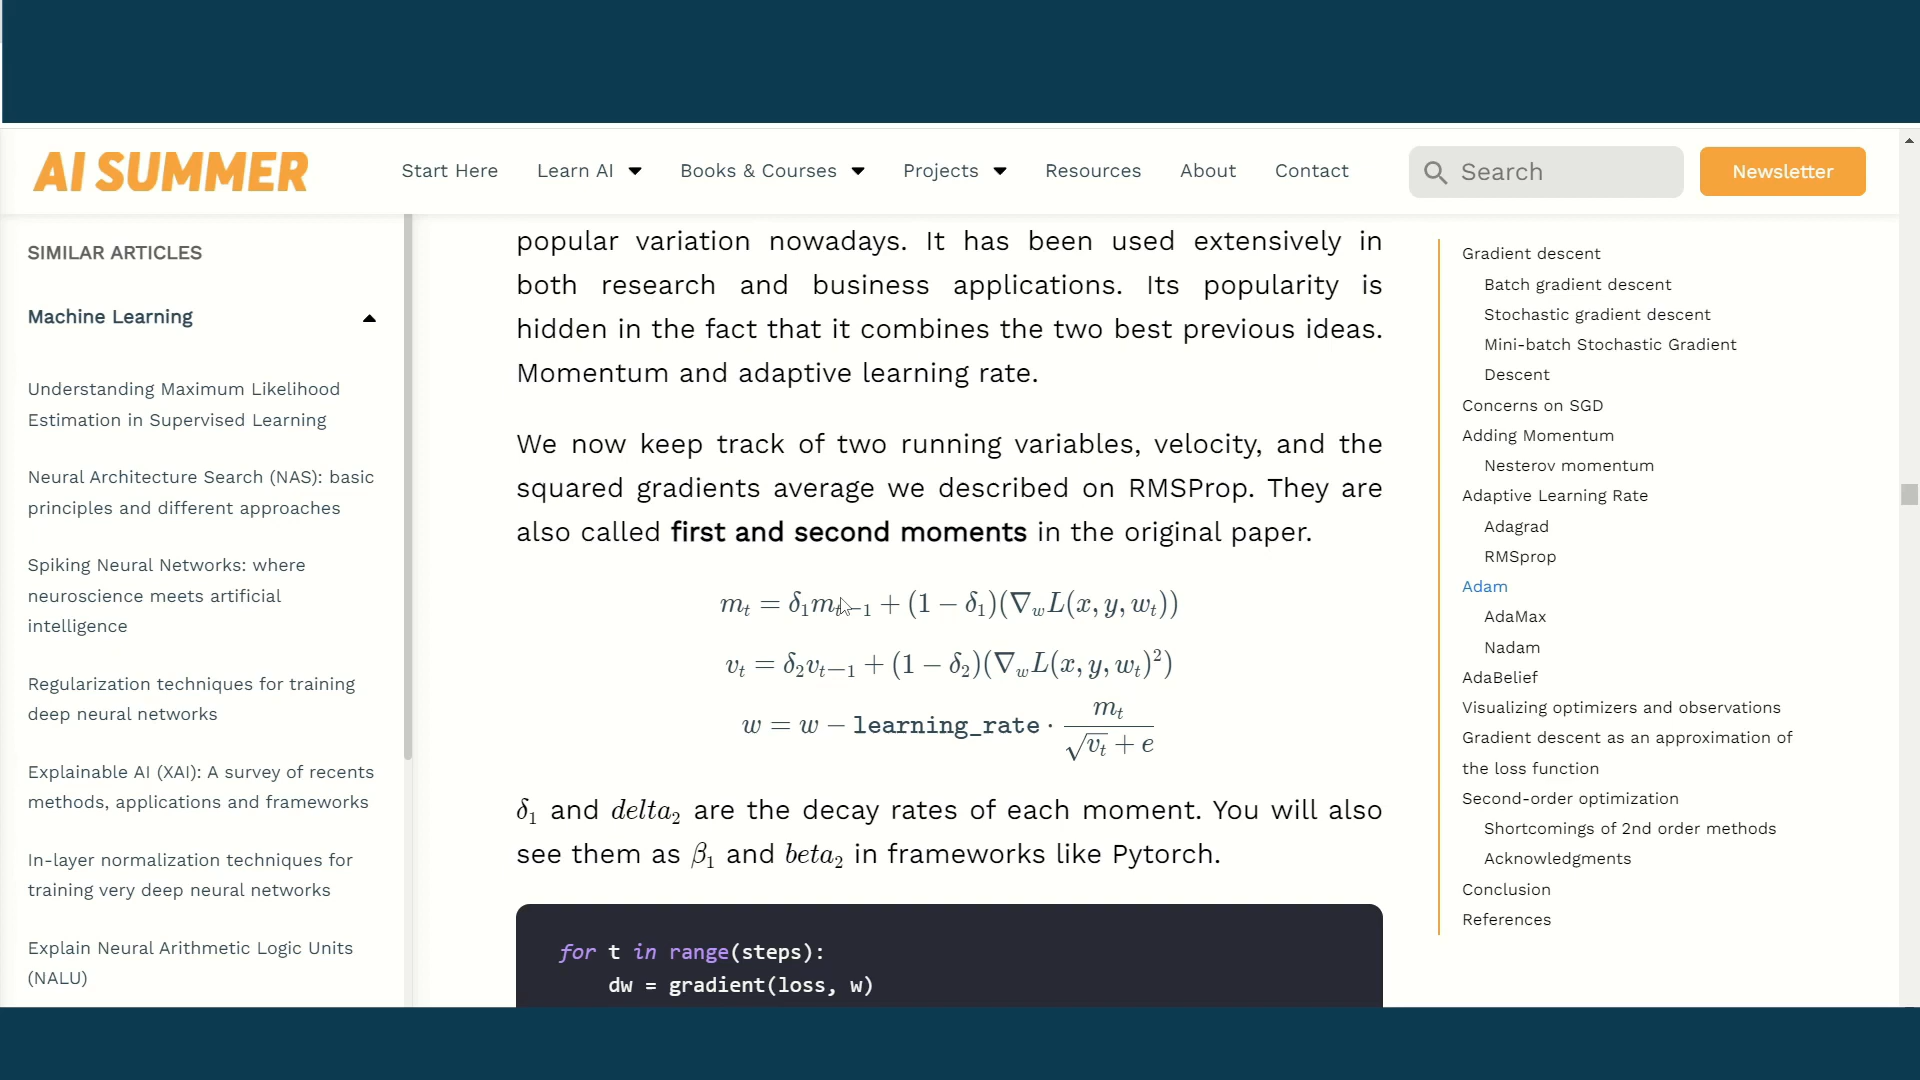 AI SUMMER
Start Here
Learn AI
Books & Courses
Projects
Resources
About
Contact
Search
Newsletter
SIMILAR ARTICLES
Machine Learning
Understanding Maximum Likelihood
Estimation in Supervised Learning
Neural Architecture Search (NAS): basic
principles and different approaches
Spiking Neural Networks: where
neuroscience meets artificial
intelligence
Regularization techniques for training
deep neural networks
Explainable AI (XAI): A survey of recents
methods, applications and frameworks
In-layer normalization techniques for
training very deep neural networks
Explain Neural Arithmetic Logic Units
(NALU)
popular variation nowadays. It has been used extensively in
both research and business applications. Its popularity is
hidden in the fact that it combines the two best previous ideas.
Momentum and adaptive learning rate.
We now keep track of two running variables, velocity, and the
squared gradients average we described on RMSProp. They are
also called first and second moments in the original paper.
m_t = δ_1m_{t−1} + (1 − δ_1)(∇_wL(x, y, w_t))
v_t = δ_2v_{t−1} + (1 − δ_2)(∇_wL(x, y, w_t)^2)
w = w − learning_rate · m_t / (√v_t + e)
δ_1 and delta_2 are the decay rates of each moment. You will also
see them as β_1 and beta_2 in frameworks like Pytorch.
for t in range(steps):
dw = gradient(loss, w)
Gradient descent
Batch gradient descent
Stochastic gradient descent
Mini-batch Stochastic Gradient
Descent
Concerns on SGD
Adding Momentum
Nesterov momentum
Adaptive Learning Rate
Adagrad
RMSprop
Adam
AdaMax
Nadam
AdaBelief
Visualizing optimizers and observations
Gradient descent as an approximation of
the loss function
Second-order optimization
Shortcomings of 2nd order methods
Acknowledgments
Conclusion
References